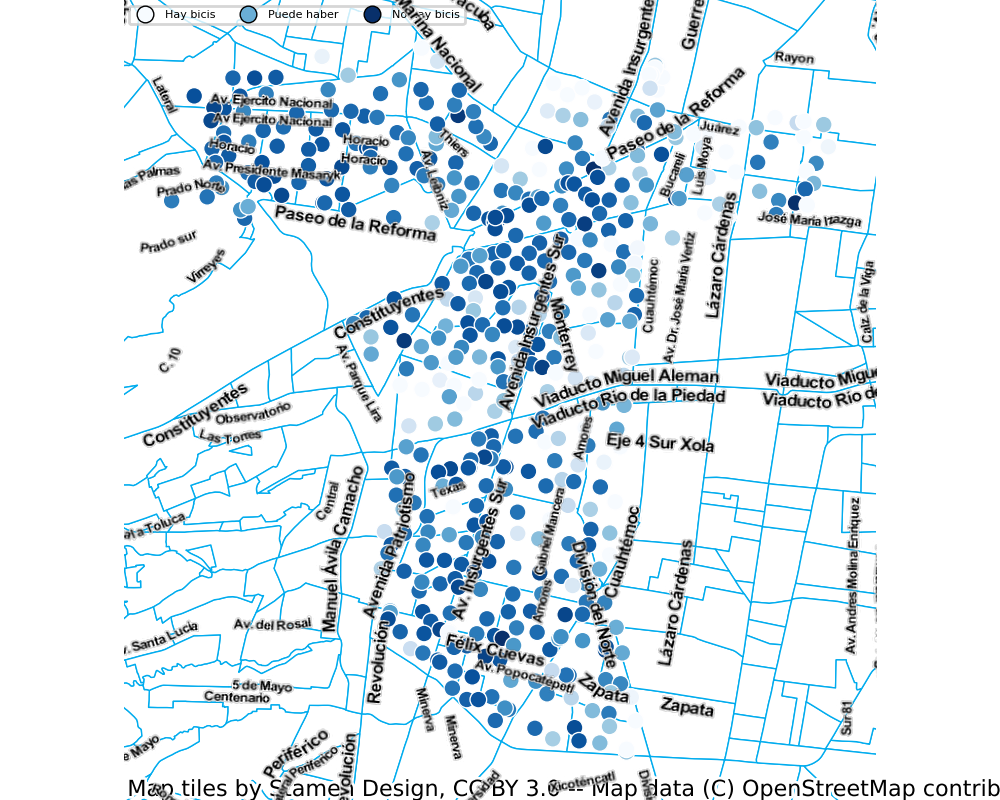 Hay bicis
Puede haber
No hay bicis
Marina Nacional
Avenida Insurgente
Guerre
Rayon
Lateral
Av. Ejercito Nacional
Av Ejercito Nacional
Paseo de la Reforma
Juárez
Horacio
Horacio
Horacio
Thiers
Bucareli
Luis Moya
Av. Presidente Masaryk
Av. Leibniz
as Palmas
Prado Norte
Paseo de la Reforma
José María Izazga
Prado sur
Virreyes
Lázaro Cárdenas
Cuauhtémoc
Av. Dr. José María Vertiz
Calz. de la Viga
Constituyentes
Avenida Insurgentes Sur
Monterrey
C. 10
Av. Parque Lira
Viaducto Miguel Aleman
Viaducto Migue
Viaducto Rio de la Piedad
Viaducto Río de
Constituyentes
Observatorio
Las Torres
Amores
Eje 4 Sur Xola
Texas
Central
Manuel Ávila Camacho
Avenida Patriotismo
Av. Insurgentes Sur
Gabriel Mancera
Amores
División del Norte
Cuauhtémoc
Lázaro Cárdenas
Av. Andres Molina Enriquez
Toluca
Av. Santa Lucía
Av. del Rosal
Revolución
Félix Cuevas
Av. Popocatépetl
Zapata
Zapata
5 de Mayo
Centenario
Minerva
Minerva
Sur 81
Mayo
Periférico
Periferico
Xicoténcatl
Map tiles by Stamen Design, CC BY 3.0 -- Map data (C) OpenStreetMap contrib